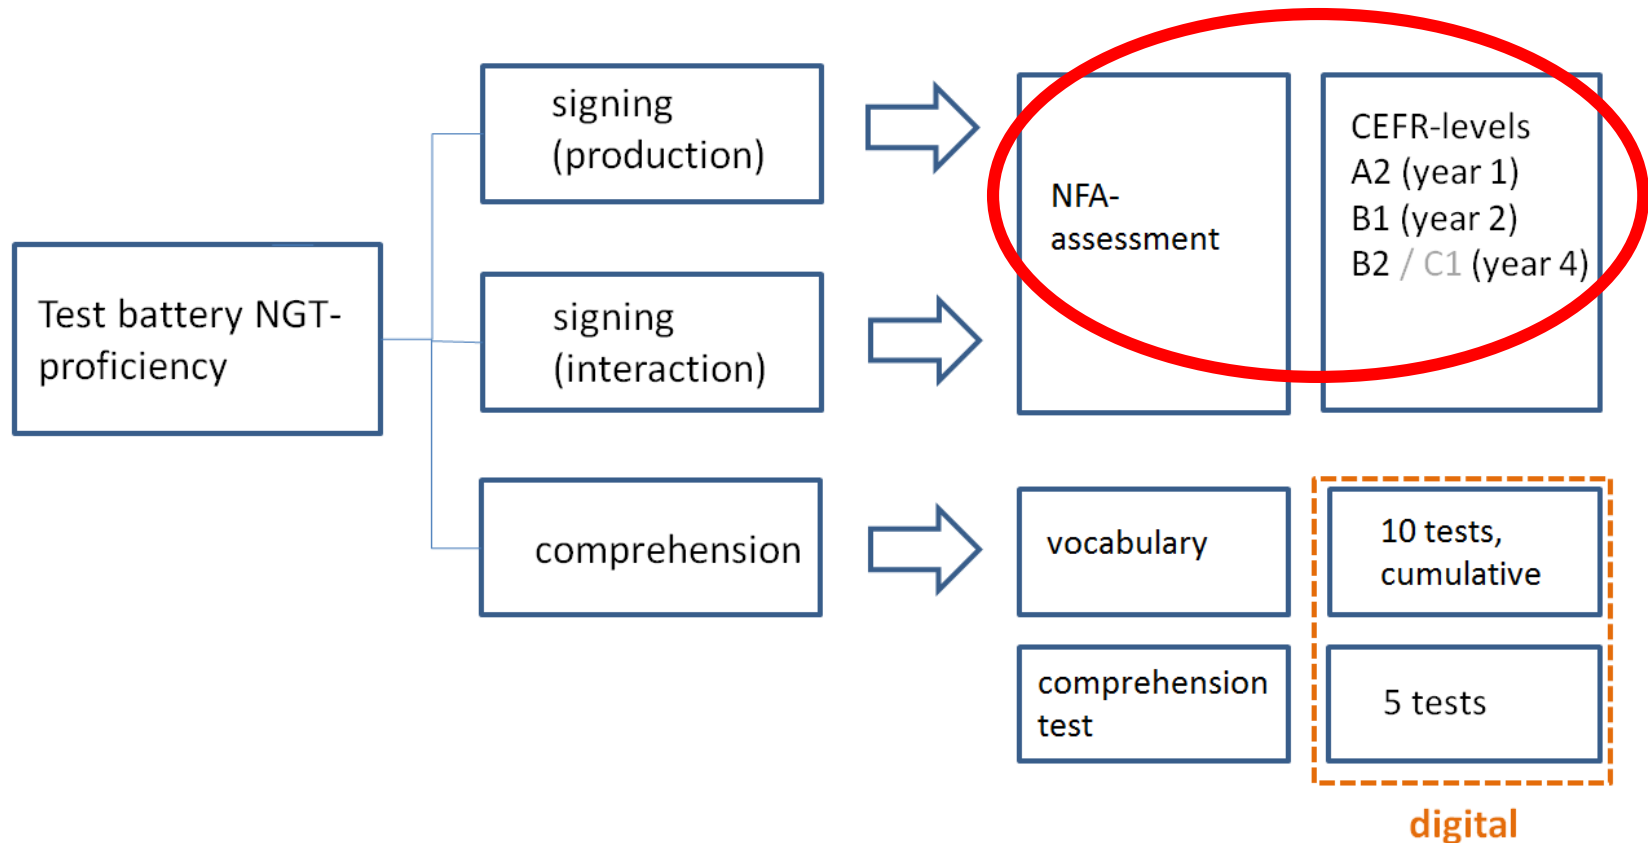 Test battery NGT-
proficiency
signing
(production)
signing
(interaction)
comprehension
NFA-
assessment
CEFR-levels
A2 (year 1)
B1 (year 2)
B2 / C1 (year 4)
vocabulary
10 tests,
cumulative
comprehension
test
5 tests
digital